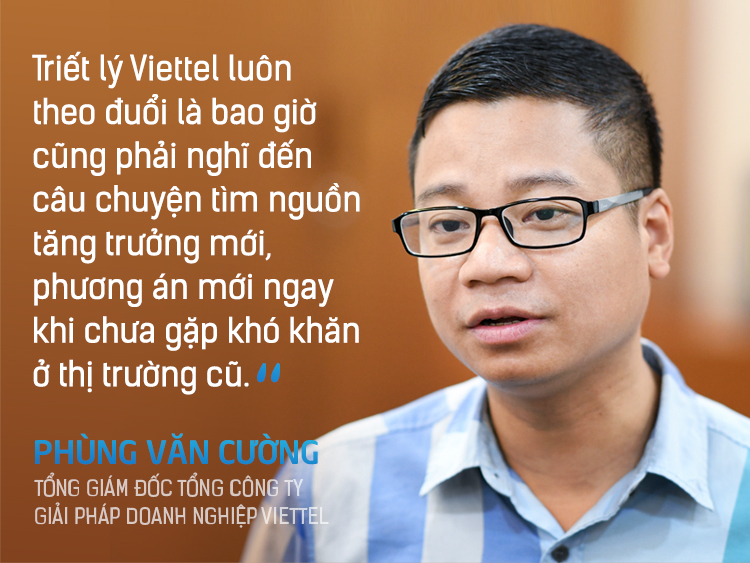 Triết lý Viettel luôn
theo đuổi là bao giờ
cũng phải nghĩ đến
câu chuyện tìm nguồn
tăng trưởng mới,
phương án mới ngay
khi chưa gặp khó khăn
ở thị trường cũ."
PHÙNG VĂN CƯỜNG
TỔNG GIÁM ĐỐC TỔNG CÔNG TY
GIẢI PHÁP DOANH NGHIỆP VIETTEL